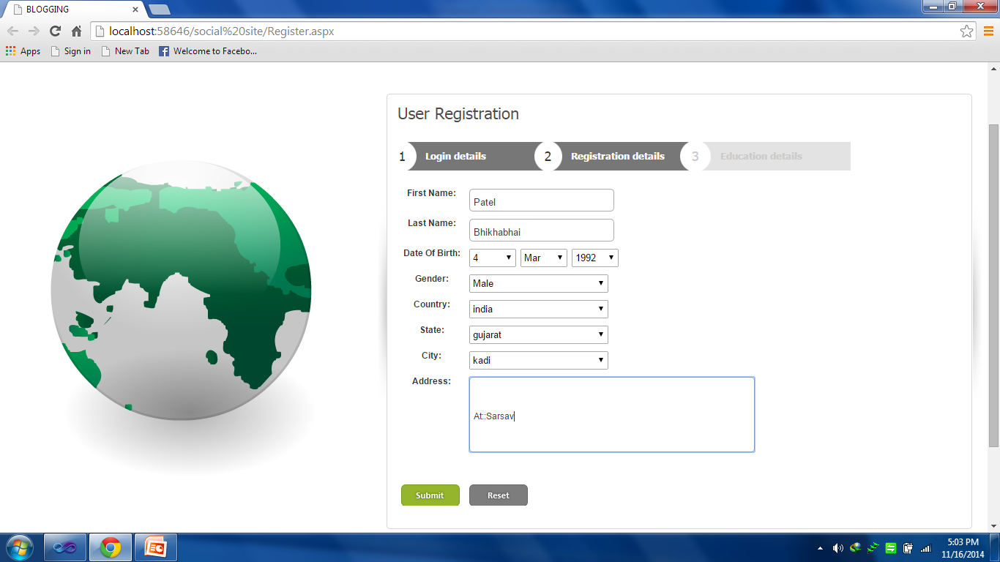 BLOGGING
localhost:58646/social%20site/Register.aspx
Apps Sign in New Tab Welcome to Facebo...
User Registration
1 Login details 2 Registration details 3 Education details
First Name: Patel
Last Name: Bhikhabhai
Date Of Birth: 4 Mar 1992
Gender: Male
Country: india
State: gujarat
City: kadi
Address:
At::Sarsav
Submit Reset
5:03 PM
11/16/2014